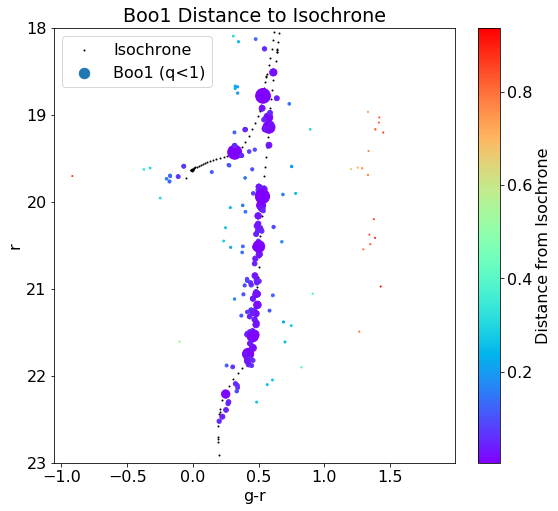 Boo1 Distance to Isochrone
Isochrone
Boo1 (q<1)
18
19
20
21
22
23
r
−1.0 −0.5 0.0 0.5 1.0 1.5
g-r
0.8
0.6
0.4
0.2
Distance from Isochrone